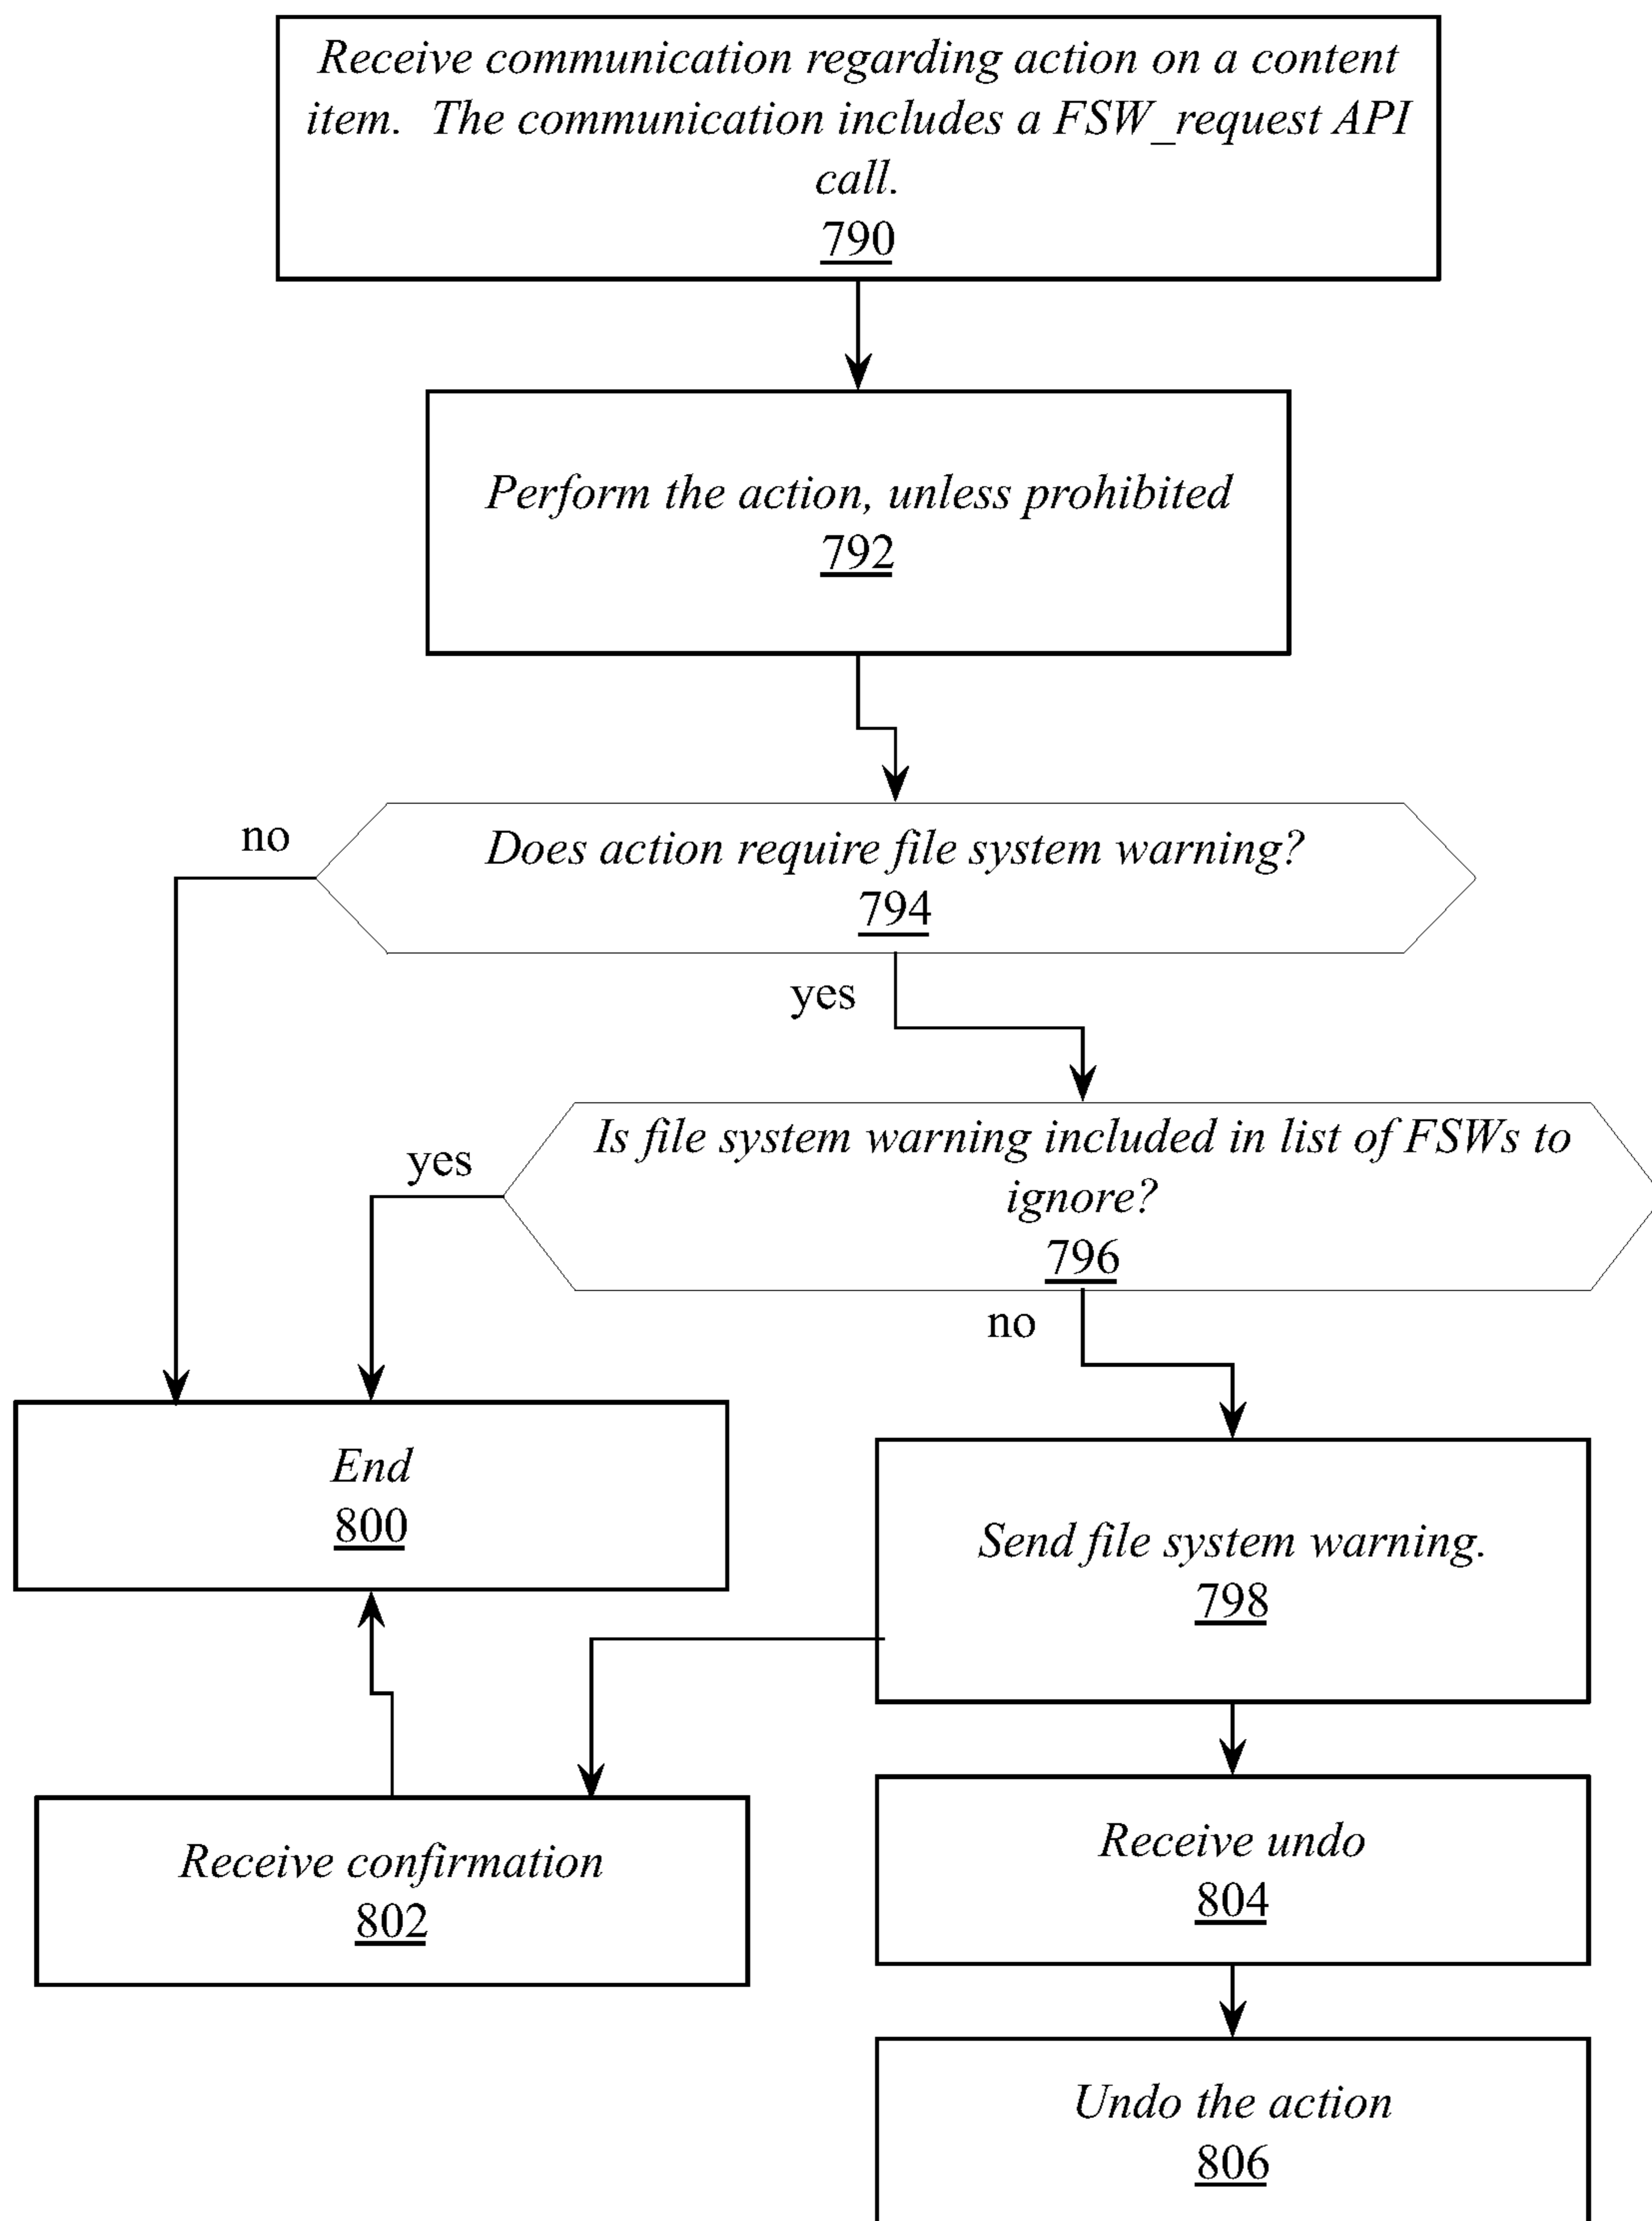 Receive communication regarding action on a content
item. The communication includes a FSW_request API
call.
790
Perform the action, unless prohibited
792
no
Does action require file system warning?
794
yes
Is file system warning included in list of FSWs to
ignore?
796
yes
no
End
800
Send file system warning.
798
Receive confirmation
802
Receive undo
804
Undo the action
806